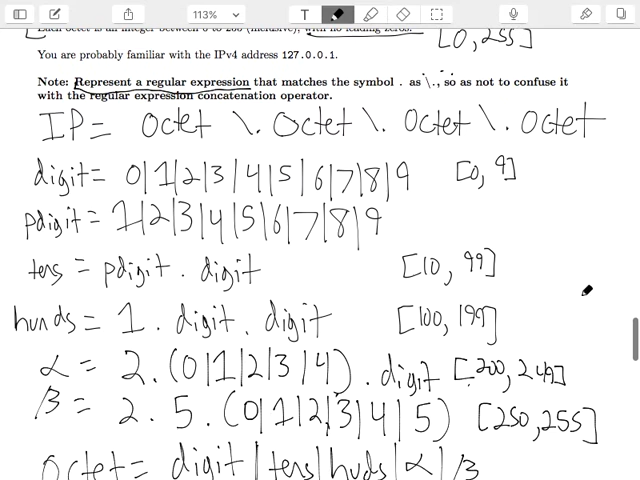 113%
Each octet is an integer between 0 to 255 (inclusive), with no leading zeros.
[0, 255]
You are probably familiar with the IPv4 address 127.0.0.1.
Note: Represent a regular expression that matches the symbol . as \., so as not to confuse it
with the regular expression concatenation operator.
IP = Octet \. Octet \. Octet \. Octet
digit = 0|1|2|3|4|5|6|7|8|9 [0, 9]
pdigit = 1|2|3|4|5|6|7|8|9
tens = pdigit . digit [10, 99]
hunds = 1 . digit . digit [100, 199]
α = 2 . (0|1|2|3|4) . digit [200, 249]
β = 2 . 5 . (0|1|2|3|4|5) [250, 255]
Octet = digit | tens | hunds | α | β